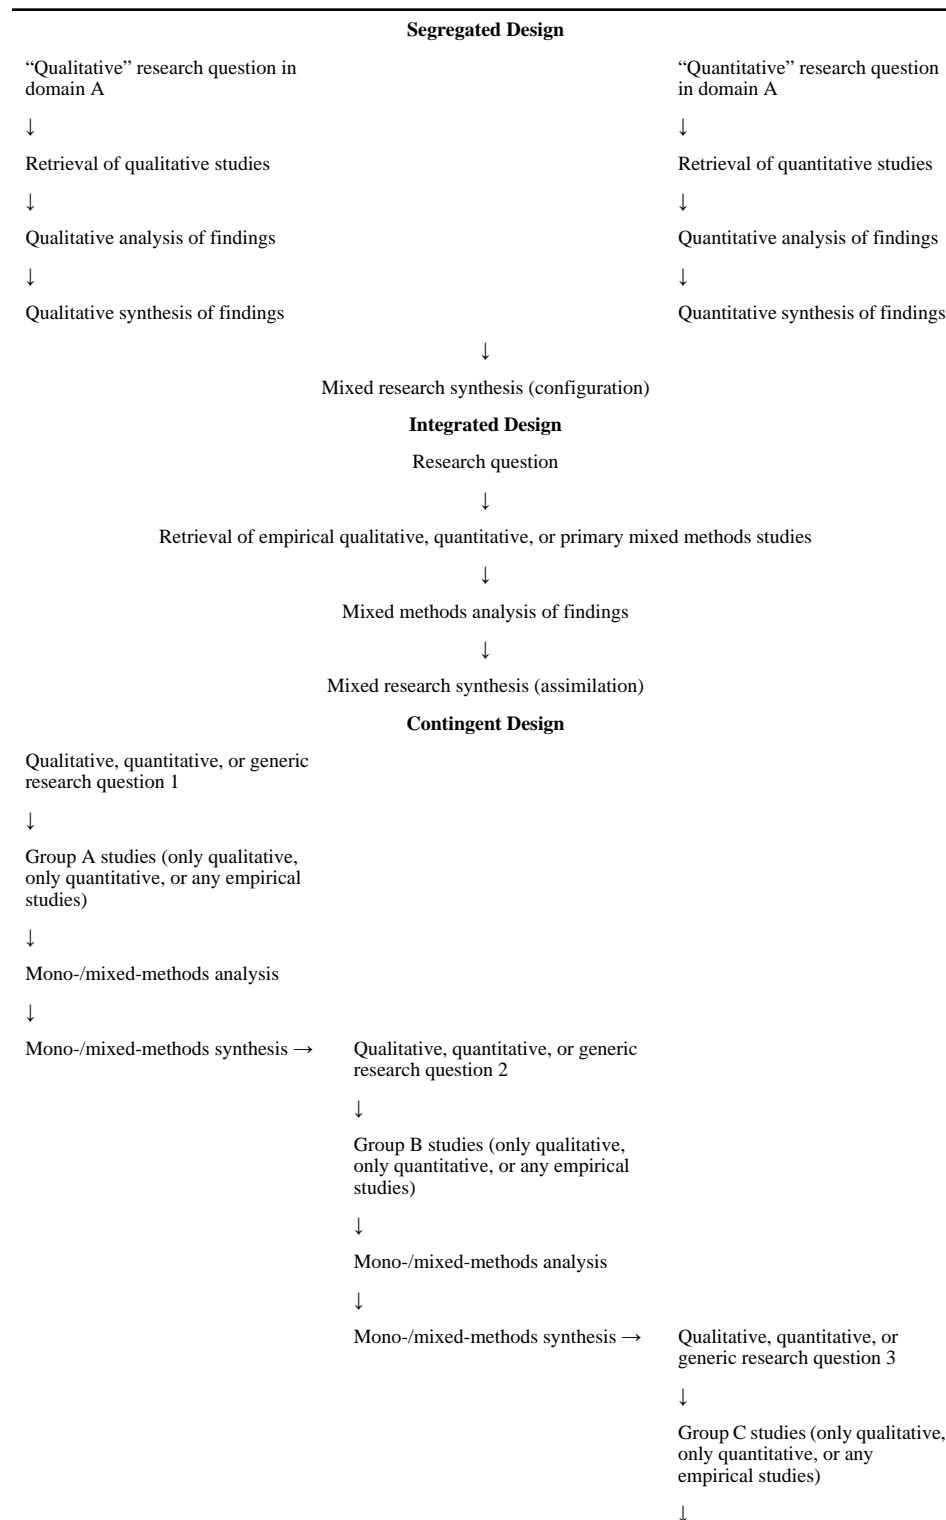 Segregated Design
“Qualitative” research question in
domain A
“Quantitative” research question
in domain A
↓
↓
Retrieval of qualitative studies
Retrieval of quantitative studies
↓
↓
Qualitative analysis of findings
Quantitative analysis of findings
↓
↓
Qualitative synthesis of findings
Quantitative synthesis of findings
↓
Mixed research synthesis (configuration)
Integrated Design
Research question
↓
Retrieval of empirical qualitative, quantitative, or primary mixed methods studies
↓
Mixed methods analysis of findings
↓
Mixed research synthesis (assimilation)
Contingent Design
Qualitative, quantitative, or generic
research question 1
↓
Group A studies (only qualitative,
only quantitative, or any empirical
studies)
↓
Mono-/mixed-methods analysis
↓
Mono-/mixed-methods synthesis →
Qualitative, quantitative, or generic
research question 2
↓
Group B studies (only qualitative,
only quantitative, or any empirical
studies)
↓
Mono-/mixed-methods analysis
↓
Mono-/mixed-methods synthesis →
Qualitative, quantitative, or
generic research question 3
↓
Group C studies (only qualitative,
only quantitative, or any
empirical studies)
↓